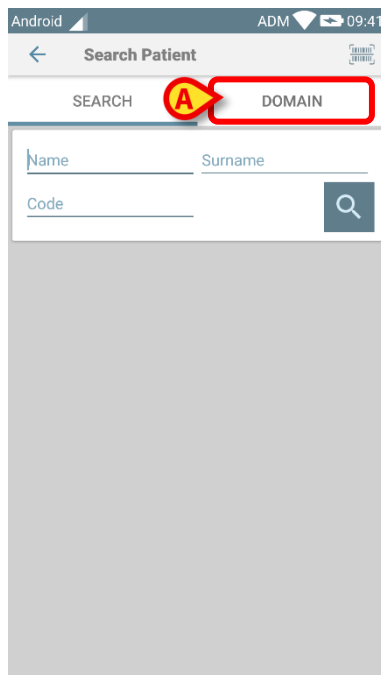 Android ADM 09:41
Search Patient
SEARCH A DOMAIN
Name Surname
Code